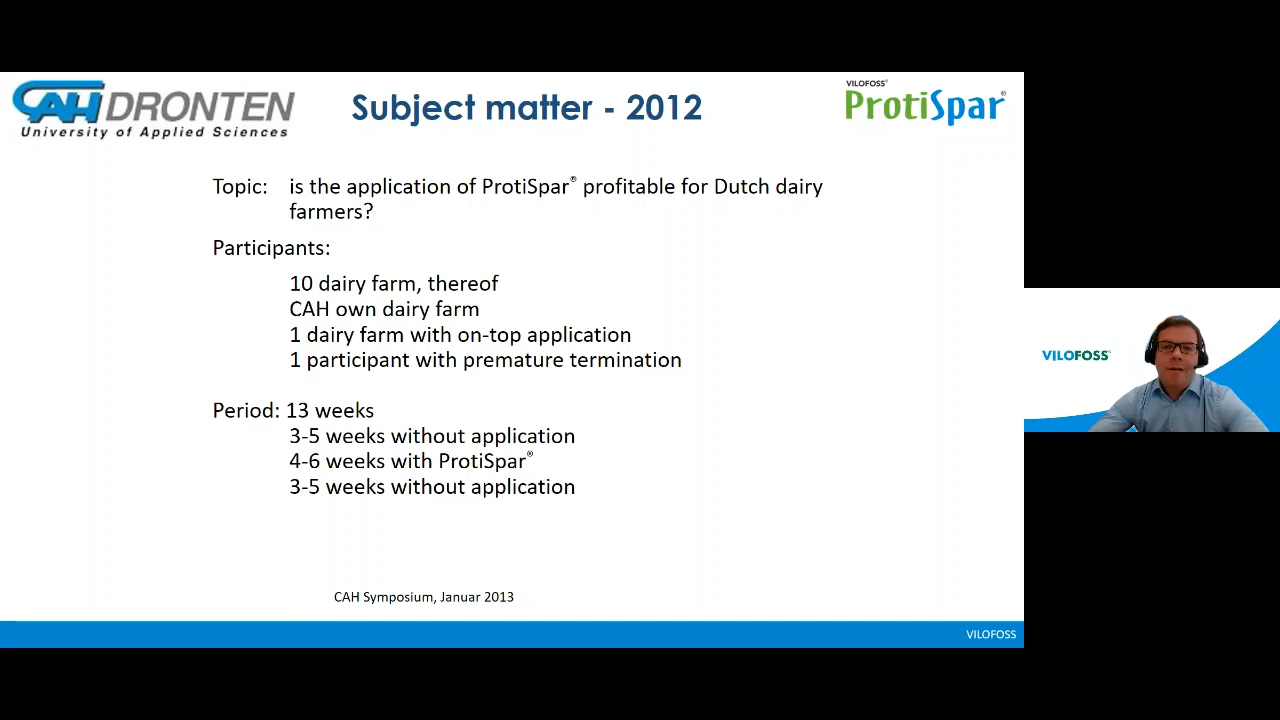 CAH DRONTEN
University of Applied Sciences
Subject matter - 2012
VILOFOSS®
ProtiSpar®
Topic: is the application of ProtiSpar® profitable for Dutch dairy
farmers?
Participants:
10 dairy farm, thereof
CAH own dairy farm
1 dairy farm with on-top application
1 participant with premature termination
Period: 13 weeks
3-5 weeks without application
4-6 weeks with ProtiSpar®
3-5 weeks without application
CAH Symposium, Januar 2013
VILOFOSS
VILOFOSS®